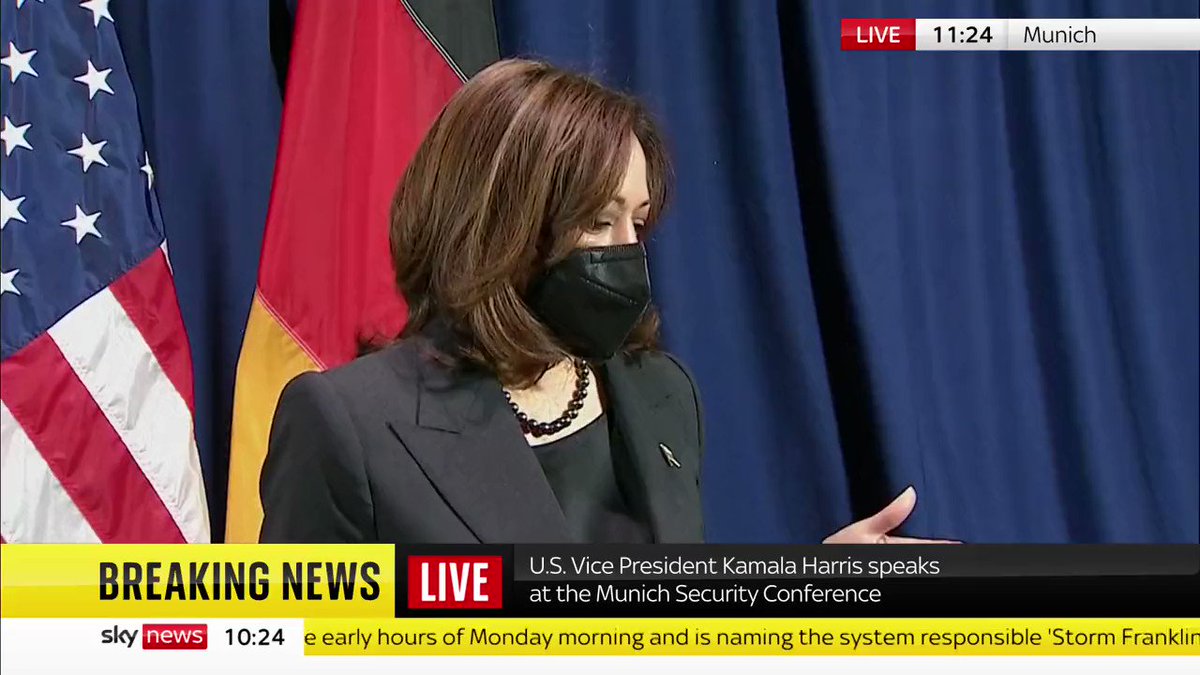 LIVE 11:24 Munich
BREAKING NEWS
LIVE
U.S. Vice President Kamala Harris speaks
at the Munich Security Conference
sky news 10:24
e early hours of Monday morning and is naming the system responsible 'Storm Franklin